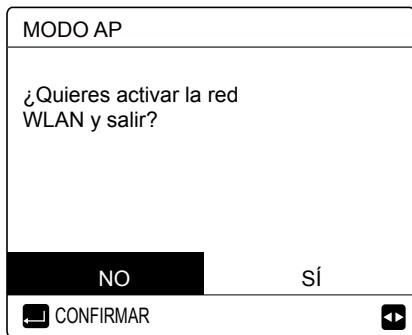 MODO AP
¿Quieres activar la red
WLAN y salir?
NO SÍ
CONFIRMAR